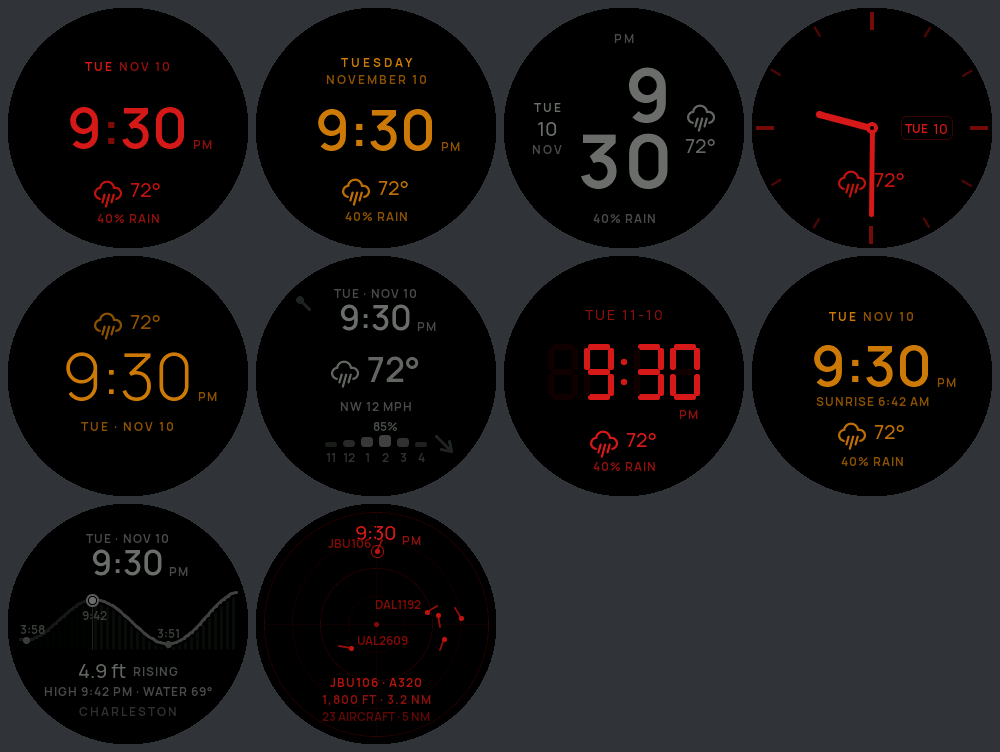 TUE NOV 10
9:30 PM
72°
40% RAIN
TUESDAY
NOVEMBER 10
9:30 PM
72°
40% RAIN
PM
9
30
TUE
10
NOV
72°
40% RAIN
TUE 10
72°
72°
9:30 PM
TUE · NOV 10
TUE · NOV 10
9:30 PM
72°
NW 12 MPH
85%
11 12 1 2 3 4
TUE 11-10
9:30
PM
72°
40% RAIN
TUE NOV 10
9:30 PM
SUNRISE 6:42 AM
72°
40% RAIN
TUE · NOV 10
9:30 PM
9:42
3:58
3:51
4.9 ft RISING
HIGH 9:42 PM · WATER 69°
CHARLESTON
9:30 PM
JBU106
DAL1192
UAL2609
JBU106 · A320
1,800 FT · 3.2 NM
23 AIRCRAFT · 5 NM